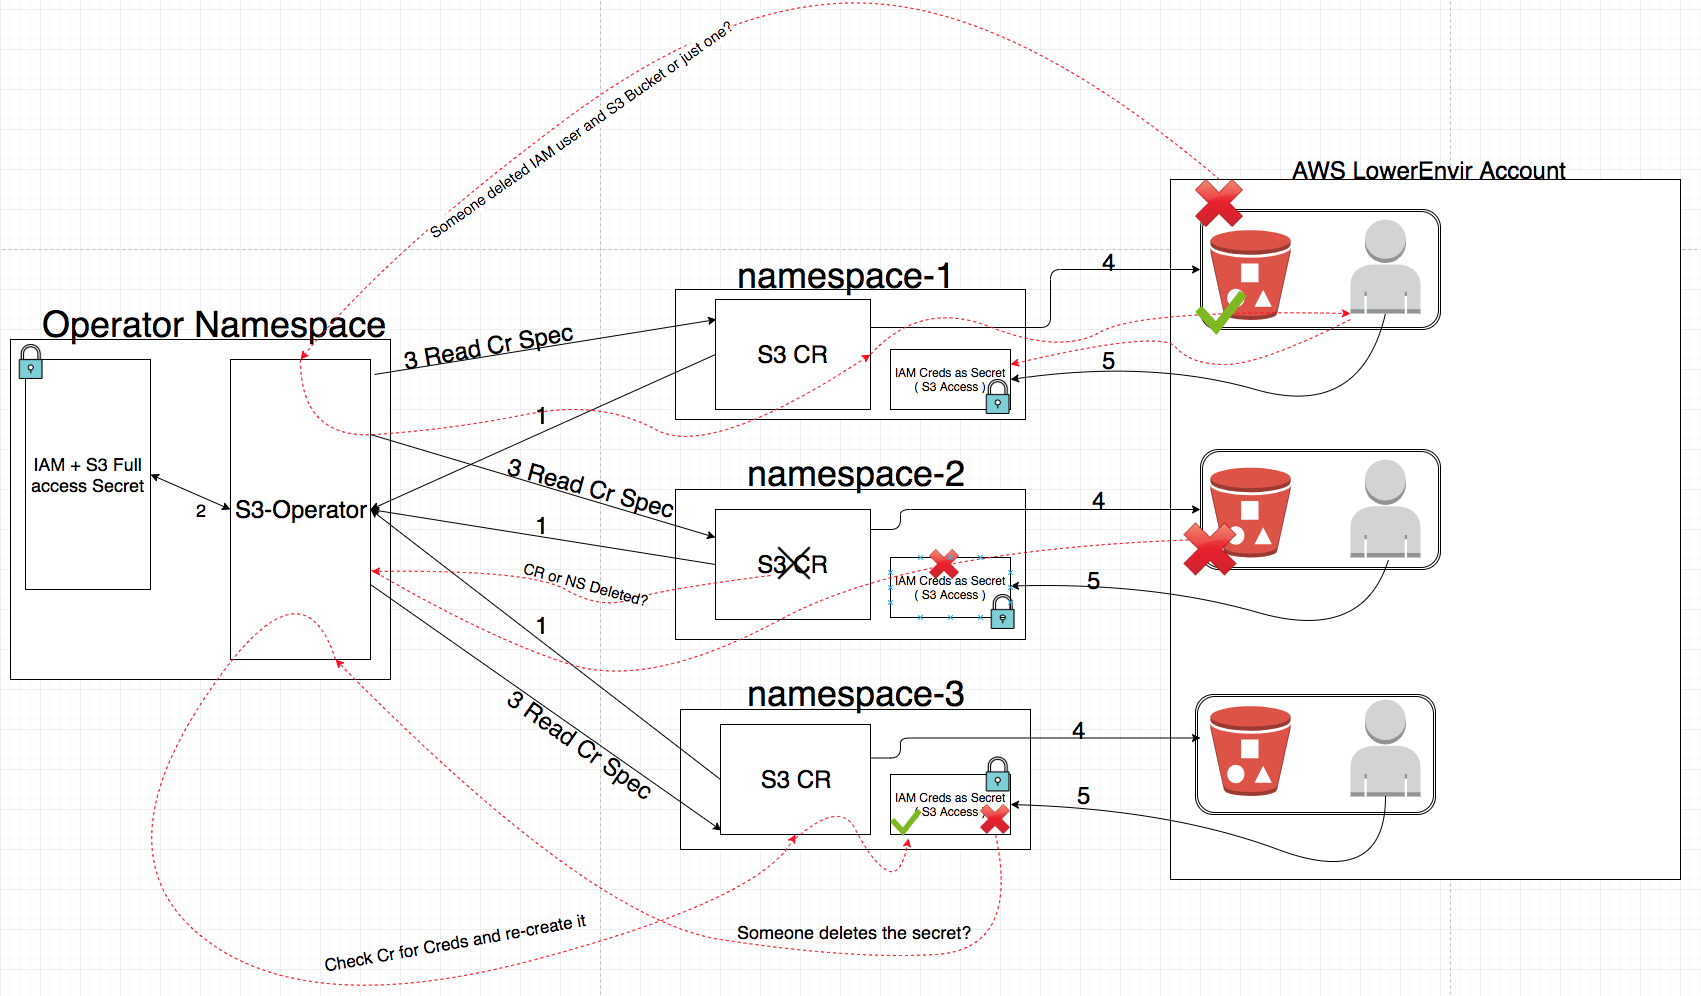 Someone deleted IAM user and S3 Bucket or just one?
AWS LowerEnvir Account
namespace-1
4
Operator Namespace
3 Read Cr Spec
S3 CR
5
IAM Creds as Secret
( S3 Access )
1
IAM + S3 Full
access Secret
2
S3-Operator
namespace-2
3 Read Cr Spec
4
1
S3 CR
CR or NS Deleted?
IAM Creds as Secret
( S3 Access )
5
1
namespace-3
3 Read Cr Spec
4
S3 CR
IAM Creds as Secret
S3 Access
5
Check Cr for Creds and re-create it
Someone deletes the secret?